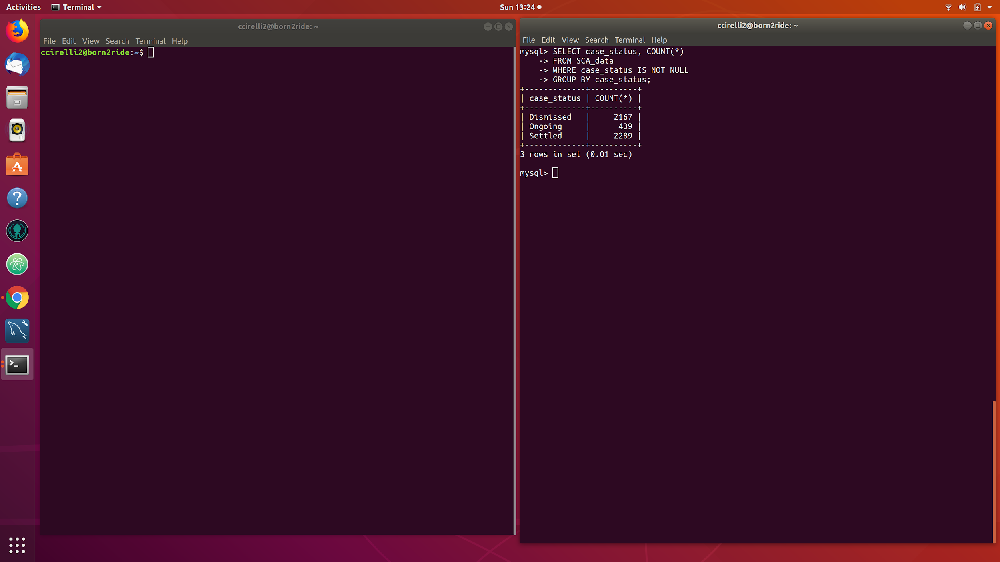 Activities Terminal Sun 13:24
ccirelli2@born2ride: ~
File Edit View Search Terminal Help
ccirelli2@born2ride:~$
ccirelli2@born2ride: ~
File Edit View Search Terminal Help
mysql> SELECT case_status, COUNT(*)
    -> FROM SCA_data
    -> WHERE case_status IS NOT NULL
    -> GROUP BY case_status;
+-------------+----------+
| case_status | COUNT(*) |
+-------------+----------+
| Dismissed   |     2167 |
| Ongoing     |      439 |
| Settled     |     2289 |
+-------------+----------+
3 rows in set (0.01 sec)
mysql>